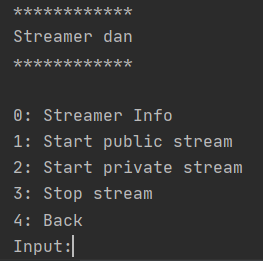 ************
Streamer dan
************
0: Streamer Info
1: Start public stream
2: Start private stream
3: Stop stream
4: Back
Input: